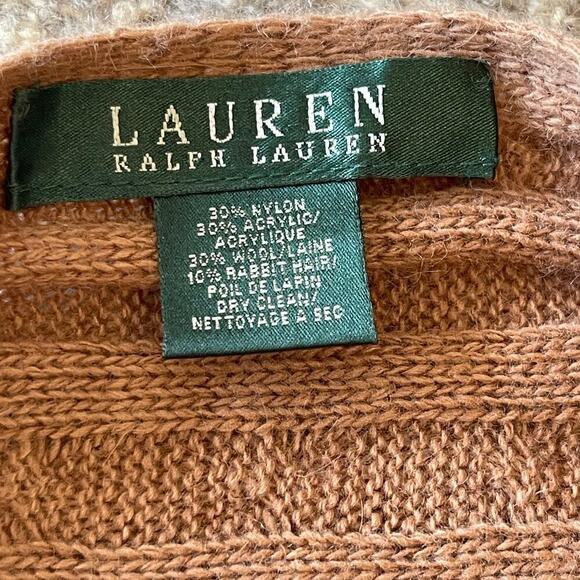 LAUREN
RALPH LAUREN
30% NYLON
30% ACRYLIC/
ACRYLIQUE
30% WOOL/LAINE
10% RABBIT HAIR/
POIL DE LAPIN
DRY CLEAN/
NETTOYAGE A SEC